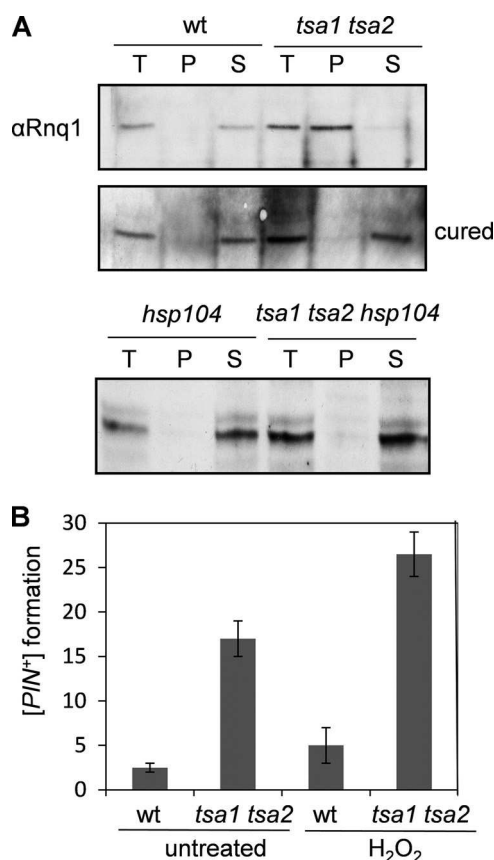 A
wt tsa1 tsa2
T P S T P S
αRnq1
cured
hsp104 tsa1 tsa2 hsp104
T P S T P S
B
[PIN+] formation
30
25
20
15
10
5
0
wt tsa1 tsa2 wt tsa1 tsa2
untreated H₂O₂